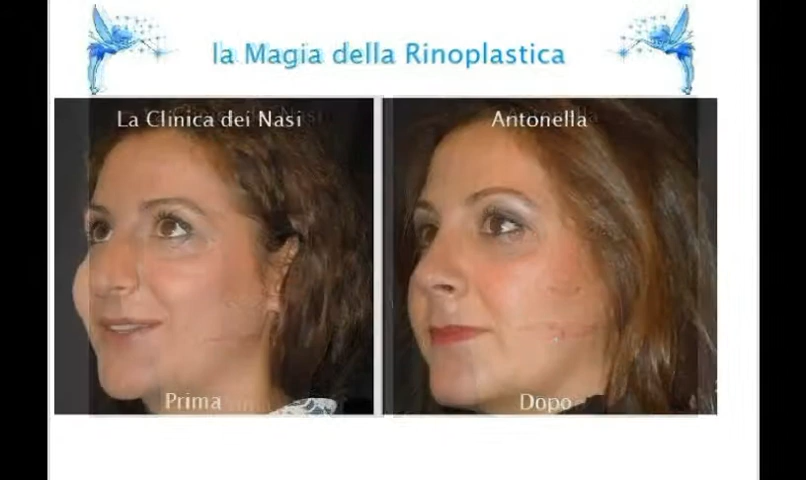 la Magia della Rinoplastica
La Clinica dei Nasi
Antonella
Prima
Dopo